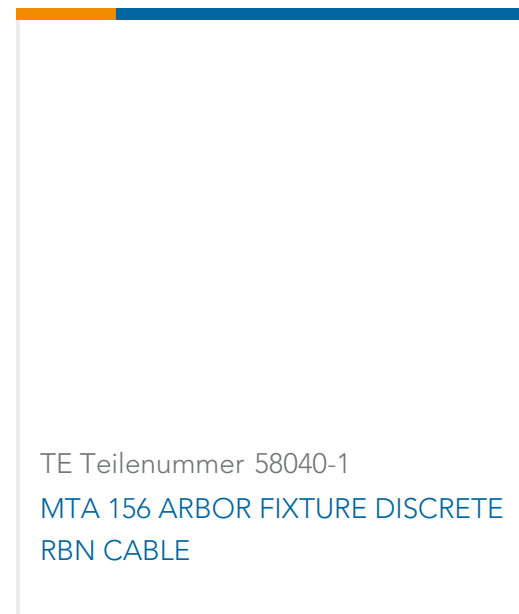 TE Teilenummer 58040-1
MTA 156 ARBOR FIXTURE DISCRETE
RBN CABLE